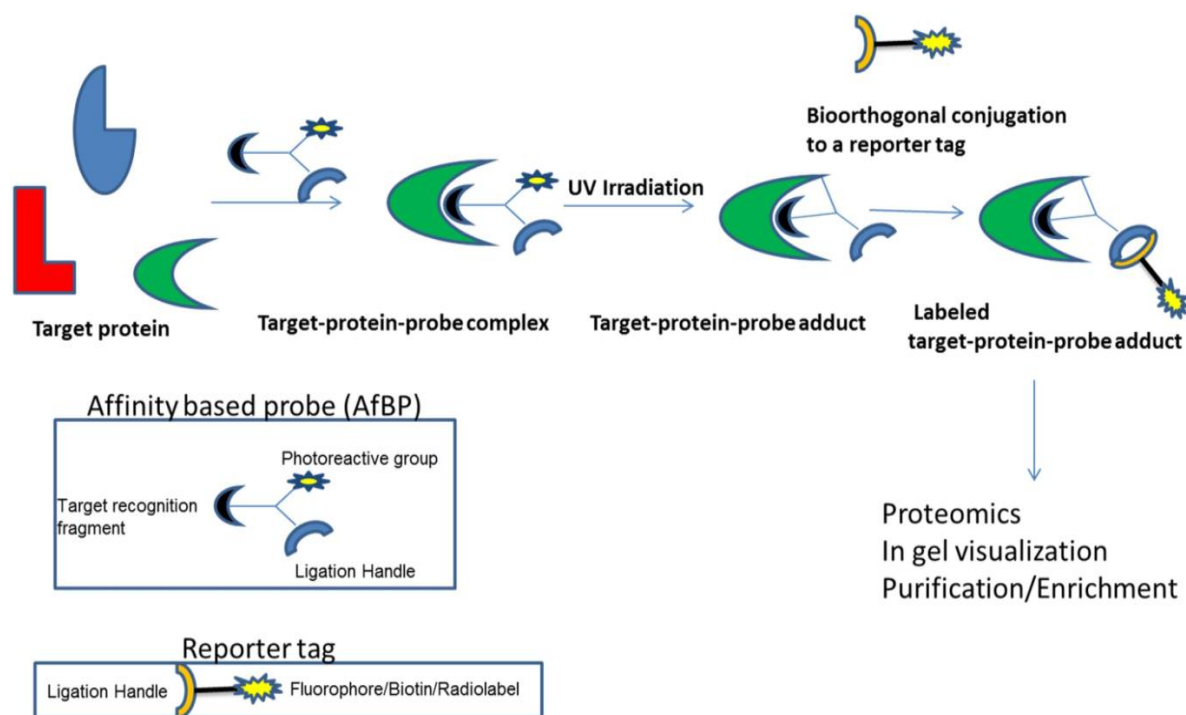 Bioorthogonal conjugation
to a reporter tag
UV Irradiation
Target protein
Target-protein-probe complex
Target-protein-probe adduct
Labeled
target-protein-probe adduct
Affinity based probe (AfBP)
Photoreactive group
Target recognition
fragment
Ligation Handle
Proteomics
In gel visualization
Purification/Enrichment
Reporter tag
Ligation Handle
Fluorophore/Biotin/Radiolabel